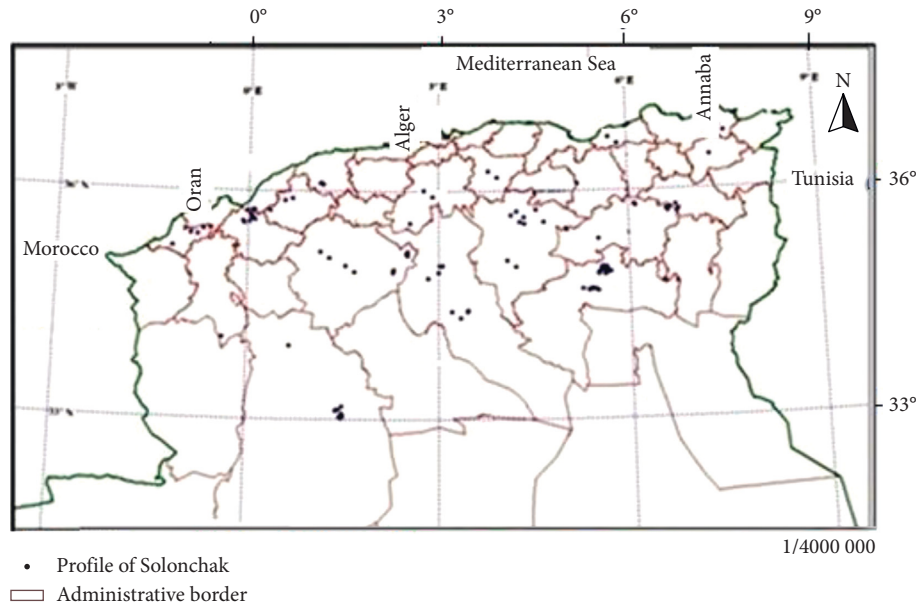 0° 3° 6° 9°
Mediterranean Sea
Annaba
N
Alger
Oran
Tunisia
36°
Morocco
33°
1/4000 000
Profile of Solonchak
Administrative border